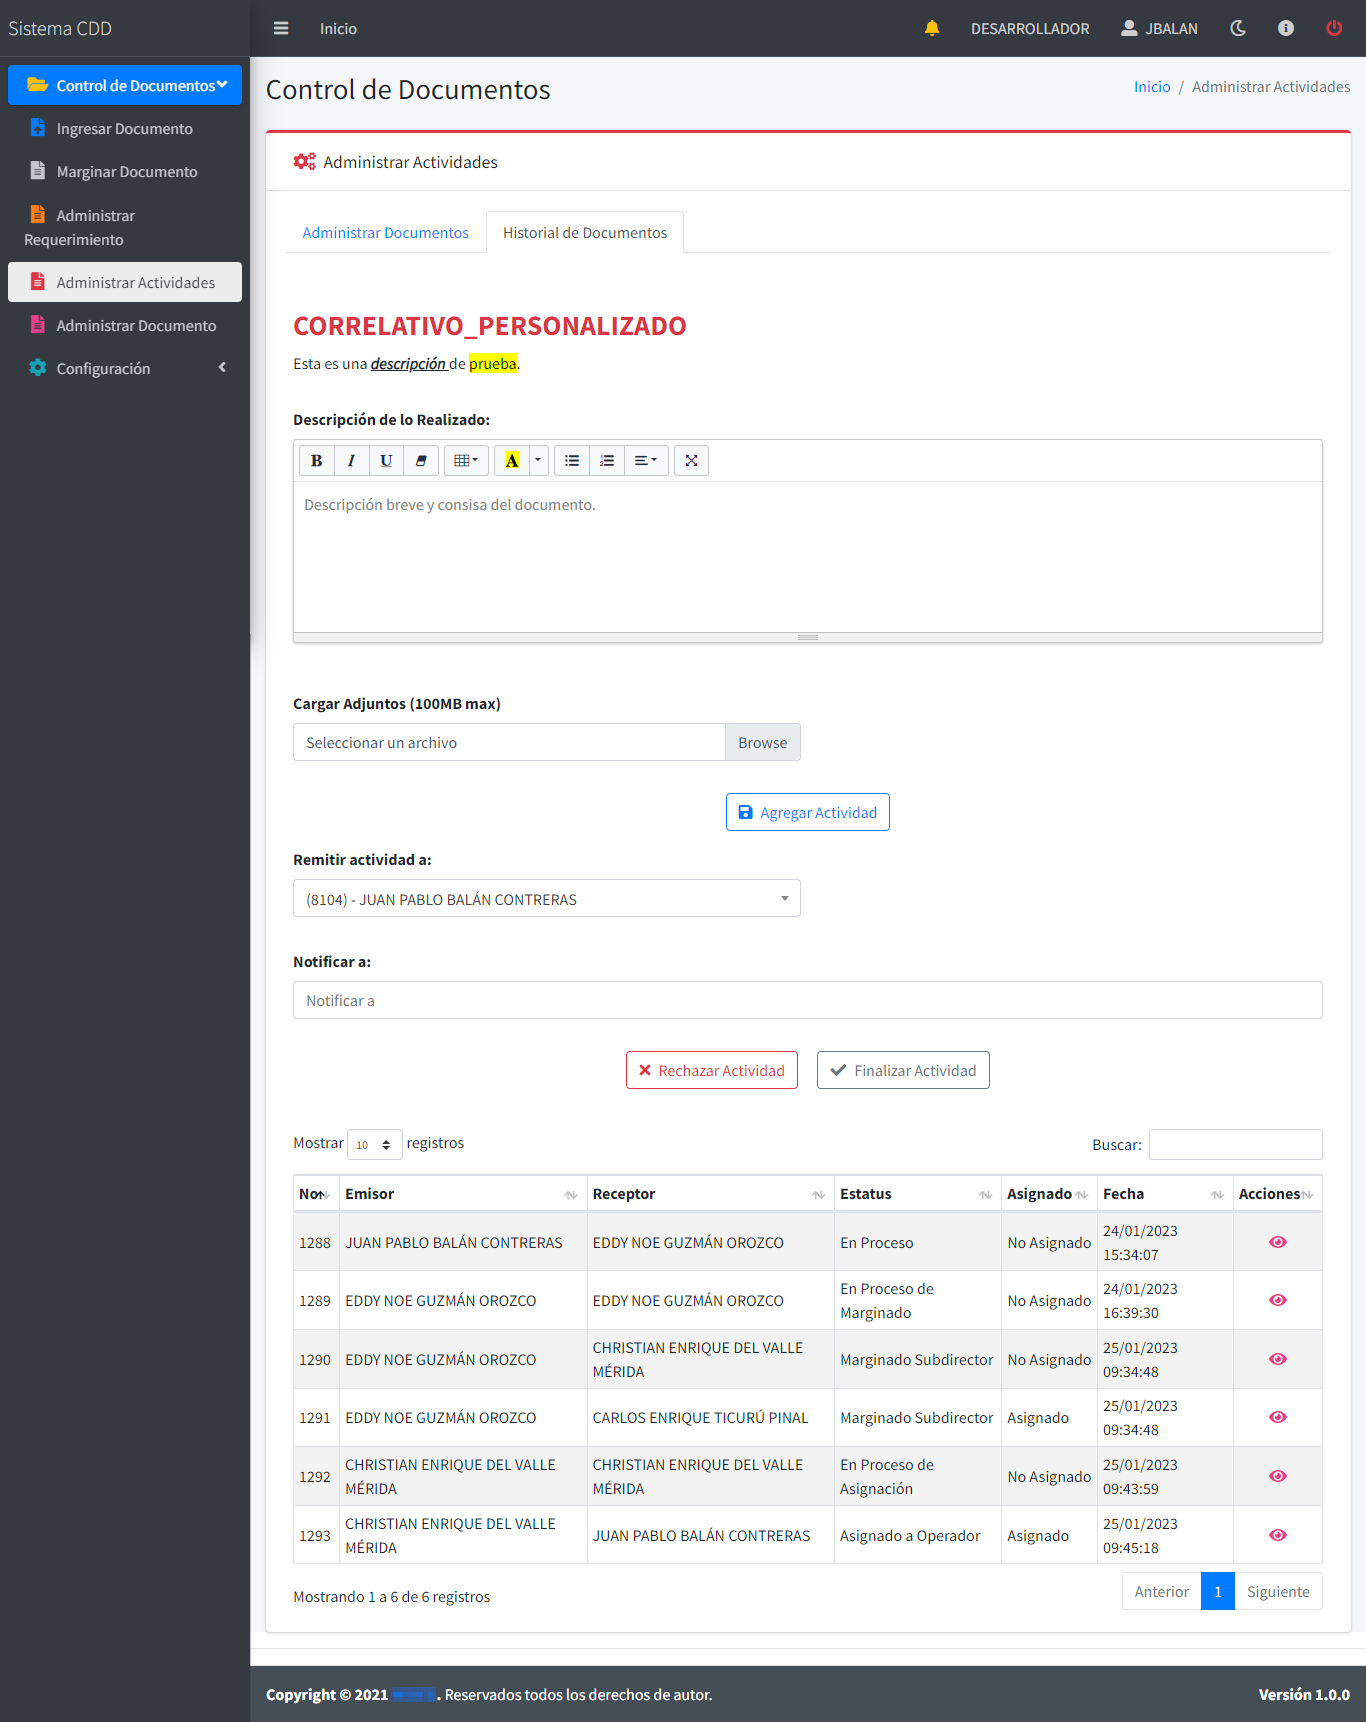 Sistema CDD
Inicio
DESARROLLADOR
JBALAN
Control de Documentos
Ingresar Documento
Marginar Documento
Administrar
Requerimiento
Administrar Actividades
Administrar Documento
Configuración
Control de Documentos
Inicio / Administrar Actividades
Administrar Actividades
Administrar Documentos
Historial de Documentos
CORRELATIVO_PERSONALIZADO
Esta es una descripción de prueba.
Descripción de lo Realizado:
B I U A
Descripción breve y consisa del documento.
Cargar Adjuntos (100MB max)
Seleccionar un archivo Browse
Agregar Actividad
Remitir actividad a:
(8104) - JUAN PABLO BALÁN CONTRERAS
Notificar a:
Notificar a
Rechazar Actividad
Finalizar Actividad
Mostrar 10 registros
Buscar:
No Emisor Receptor Estatus Asignado Fecha Acciones
1288 JUAN PABLO BALÁN CONTRERAS EDDY NOE GUZMÁN OROZCO En Proceso No Asignado 24/01/2023
15:34:07
1289 EDDY NOE GUZMÁN OROZCO EDDY NOE GUZMÁN OROZCO En Proceso de
Marginado No Asignado 24/01/2023
16:39:30
1290 EDDY NOE GUZMÁN OROZCO CHRISTIAN ENRIQUE DEL VALLE
MÉRIDA Marginado Subdirector No Asignado 25/01/2023
09:34:48
1291 EDDY NOE GUZMÁN OROZCO CARLOS ENRIQUE TICURÚ PINAL Marginado Subdirector Asignado 25/01/2023
09:34:48
1292 CHRISTIAN ENRIQUE DEL VALLE
MÉRIDA CHRISTIAN ENRIQUE DEL VALLE
MÉRIDA En Proceso de
Asignación No Asignado 25/01/2023
09:43:59
1293 CHRISTIAN ENRIQUE DEL VALLE
MÉRIDA JUAN PABLO BALÁN CONTRERAS Asignado a Operador Asignado 25/01/2023
09:45:18
Mostrando 1 a 6 de 6 registros
Anterior 1 Siguiente
Copyright © 2021 . Reservados todos los derechos de autor.
Versión 1.0.0